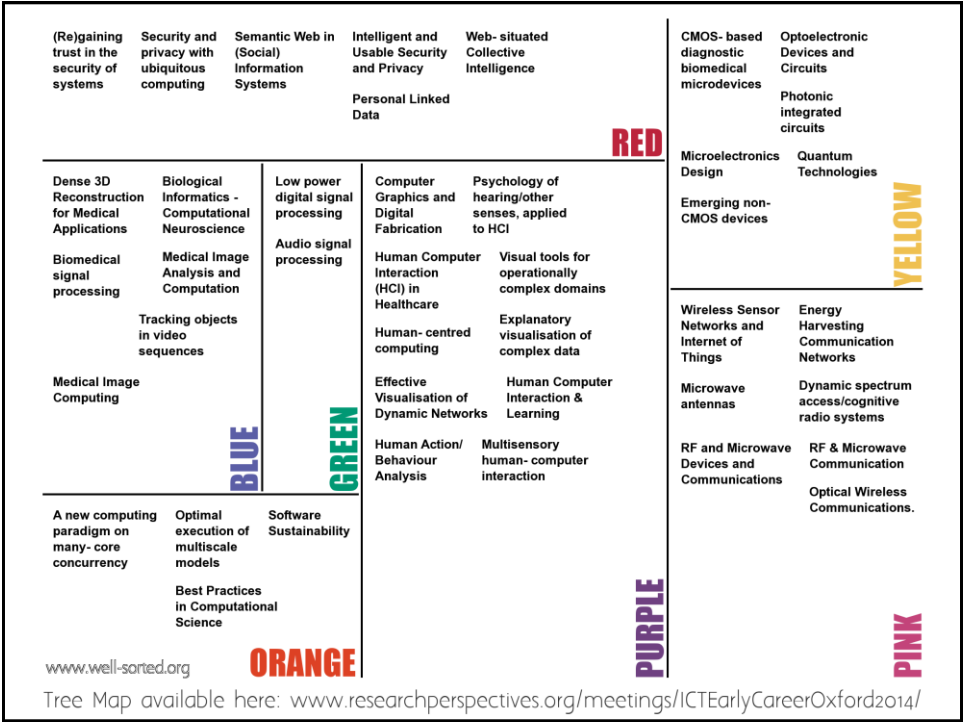 (Re)gaining
trust in the
security of
systems
Security and
privacy with
ubiquitous
computing
Semantic Web in
(Social)
Information
Systems
Intelligent and
Usable Security
and Privacy
Web- situated
Collective
Intelligence
Personal Linked
Data
RED
CMOS- based
diagnostic
biomedical
microdevices
Optoelectronic
Devices and
Circuits
Photonic
integrated
circuits
Microelectronics
Design
Quantum
Technologies
Emerging non-
CMOS devices
YELLOW
Dense 3D
Reconstruction
for Medical
Applications
Biological
Informatics -
Computational
Neuroscience
Biomedical
signal
processing
Medical Image
Analysis and
Computation
Tracking objects
in video
sequences
Medical Image
Computing
BLUE
Low power
digital signal
processing
Audio signal
processing
GREEN
Computer
Graphics and
Digital
Fabrication
Psychology of
hearing/other
senses, applied
to HCI
Human Computer
Interaction
(HCI) in
Healthcare
Visual tools for
operationally
complex domains
Human- centred
computing
Explanatory
visualisation of
complex data
Effective
Visualisation of
Dynamic Networks
Human Computer
Interaction &
Learning
Human Action/
Behaviour
Analysis
Multisensory
human- computer
interaction
PURPLE
Wireless Sensor
Networks and
Internet of
Things
Energy
Harvesting
Communication
Networks
Microwave
antennas
Dynamic spectrum
access/cognitive
radio systems
RF and Microwave
Devices and
Communications
RF & Microwave
Communication
Optical Wireless
Communications.
PINK
A new computing
paradigm on
many- core
concurrency
Optimal
execution of
multiscale
models
Software
Sustainability
Best Practices
in Computational
Science
ORANGE
www.well-sorted.org
Tree Map available here: www.researchperspectives.org/meetings/ICTEarlyCareerOxford2014/